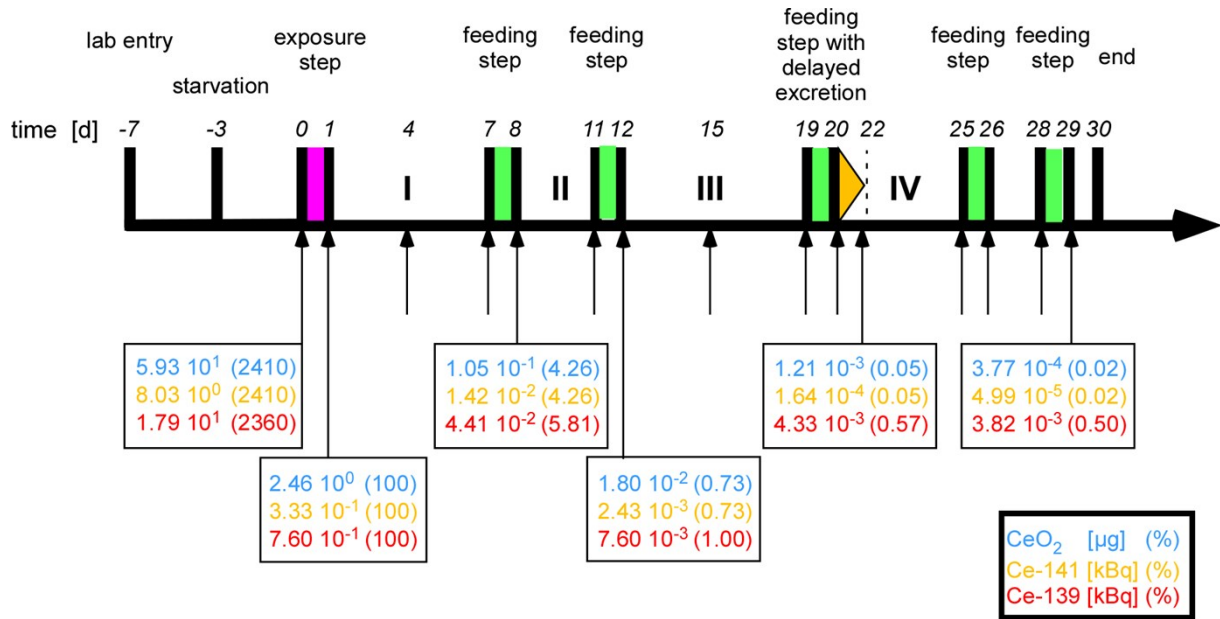 lab entry
starvation
exposure
step
feeding
step
feeding
step
feeding
step with
delayed
excretion
feeding
step
feeding
step
end
time [d] -7 -3 0 1 4 7 8 11 12 15 19 20 22 25 26 28 29 30
I II III IV
5.93 10¹ (2410)
8.03 10⁰ (2410)
1.79 10¹ (2360)
1.05 10⁻¹ (4.26)
1.42 10⁻² (4.26)
4.41 10⁻² (5.81)
1.21 10⁻³ (0.05)
1.64 10⁻⁴ (0.05)
4.33 10⁻³ (0.57)
3.77 10⁻⁴ (0.02)
4.99 10⁻⁵ (0.02)
3.82 10⁻³ (0.50)
2.46 10⁰ (100)
3.33 10⁻¹ (100)
7.60 10⁻¹ (100)
1.80 10⁻² (0.73)
2.43 10⁻³ (0.73)
7.60 10⁻³ (1.00)
CeO₂ [µg] (%)
Ce-141 [kBq] (%)
Ce-139 [kBq] (%)